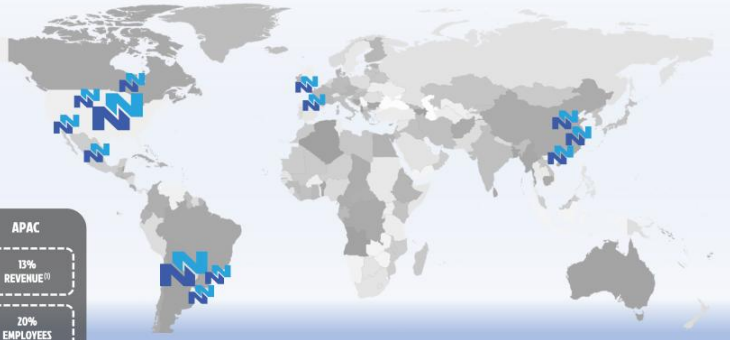 APAC
13%
REVENUE(1)
20%
EMPLOYEES